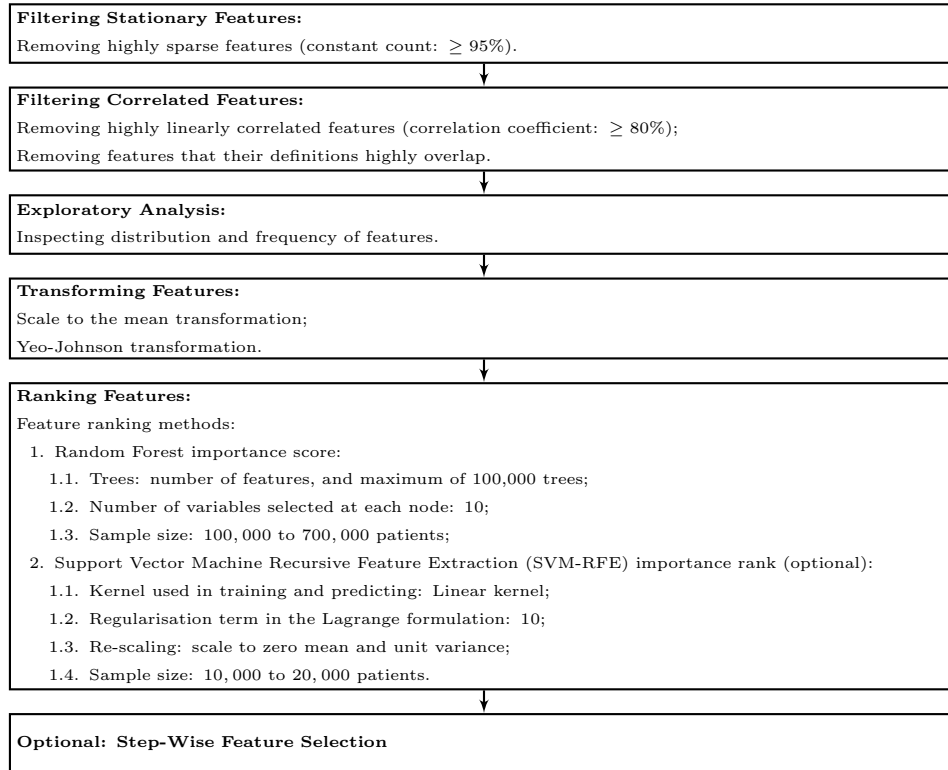 Filtering Stationary Features:
Removing highly sparse features (constant count: ≥ 95%).
Filtering Correlated Features:
Removing highly linearly correlated features (correlation coefficient: ≥ 80%);
Removing features that their definitions highly overlap.
Exploratory Analysis:
Inspecting distribution and frequency of features.
Transforming Features:
Scale to the mean transformation;
Yeo-Johnson transformation.
Ranking Features:
Feature ranking methods:
1. Random Forest importance score:
1.1. Trees: number of features, and maximum of 100,000 trees;
1.2. Number of variables selected at each node: 10;
1.3. Sample size: 100,000 to 700,000 patients;
2. Support Vector Machine Recursive Feature Extraction (SVM-RFE) importance rank (optional):
1.1. Kernel used in training and predicting: Linear kernel;
1.2. Regularisation term in the Lagrange formulation: 10;
1.3. Re-scaling: scale to zero mean and unit variance;
1.4. Sample size: 10,000 to 20,000 patients.
Optional: Step-Wise Feature Selection